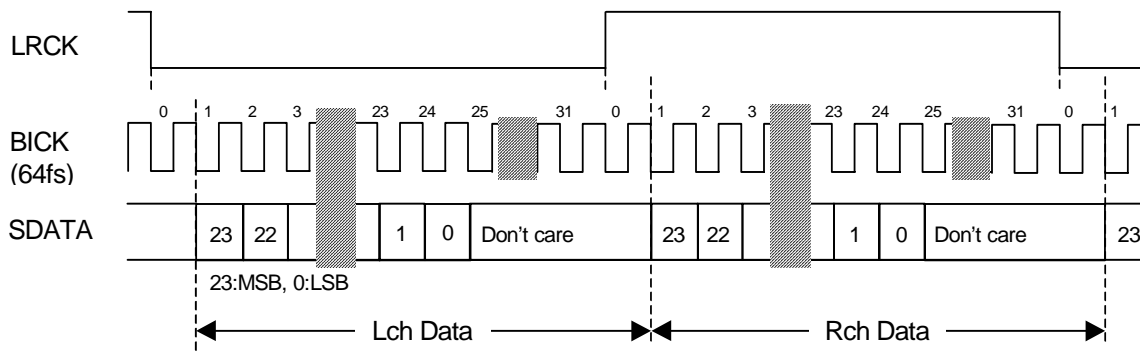 LRCK
0 1 2 3 23 24 25 31 0 1 2 3 23 24 25 31 0 1
BICK
(64fs)
SDATA 23 22 1 0 Don't care 23 22 1 0 Don't care 23
23:MSB, 0:LSB
Lch Data Rch Data